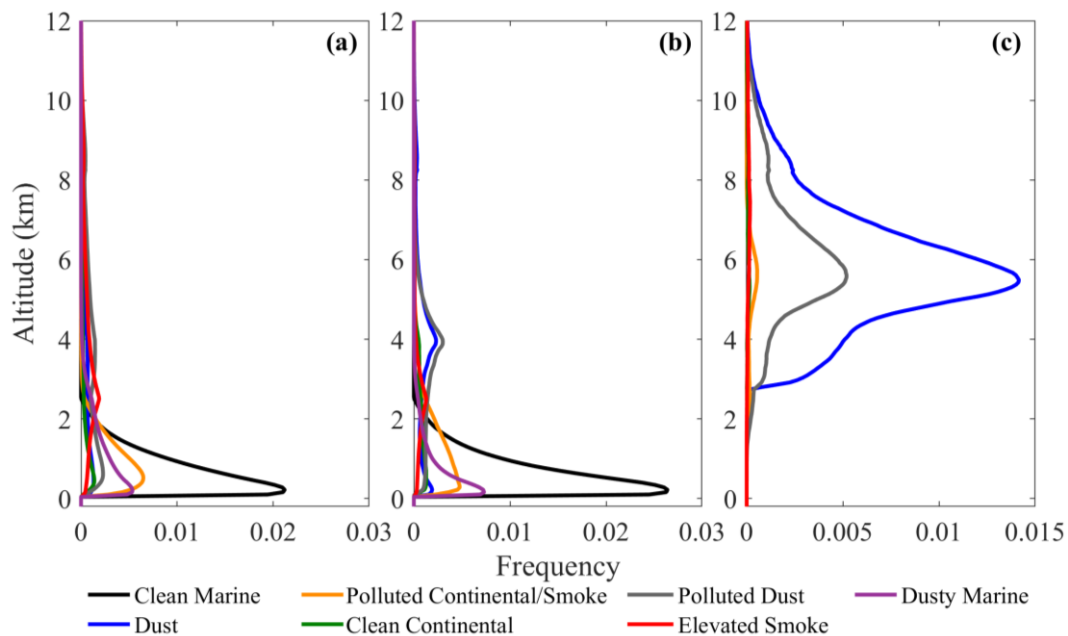 (a) (b) (c)
12 12 12
10 10 10
8 8 8
6 6 6
4 4 4
2 2 2
0 0 0
Altitude (km)
0 0.01 0.02 0.03 0 0.01 0.02 0.03 0 0.005 0.01 0.015
Frequency
Clean Marine Polluted Continental/Smoke Polluted Dust Dusty Marine
Dust Clean Continental Elevated Smoke